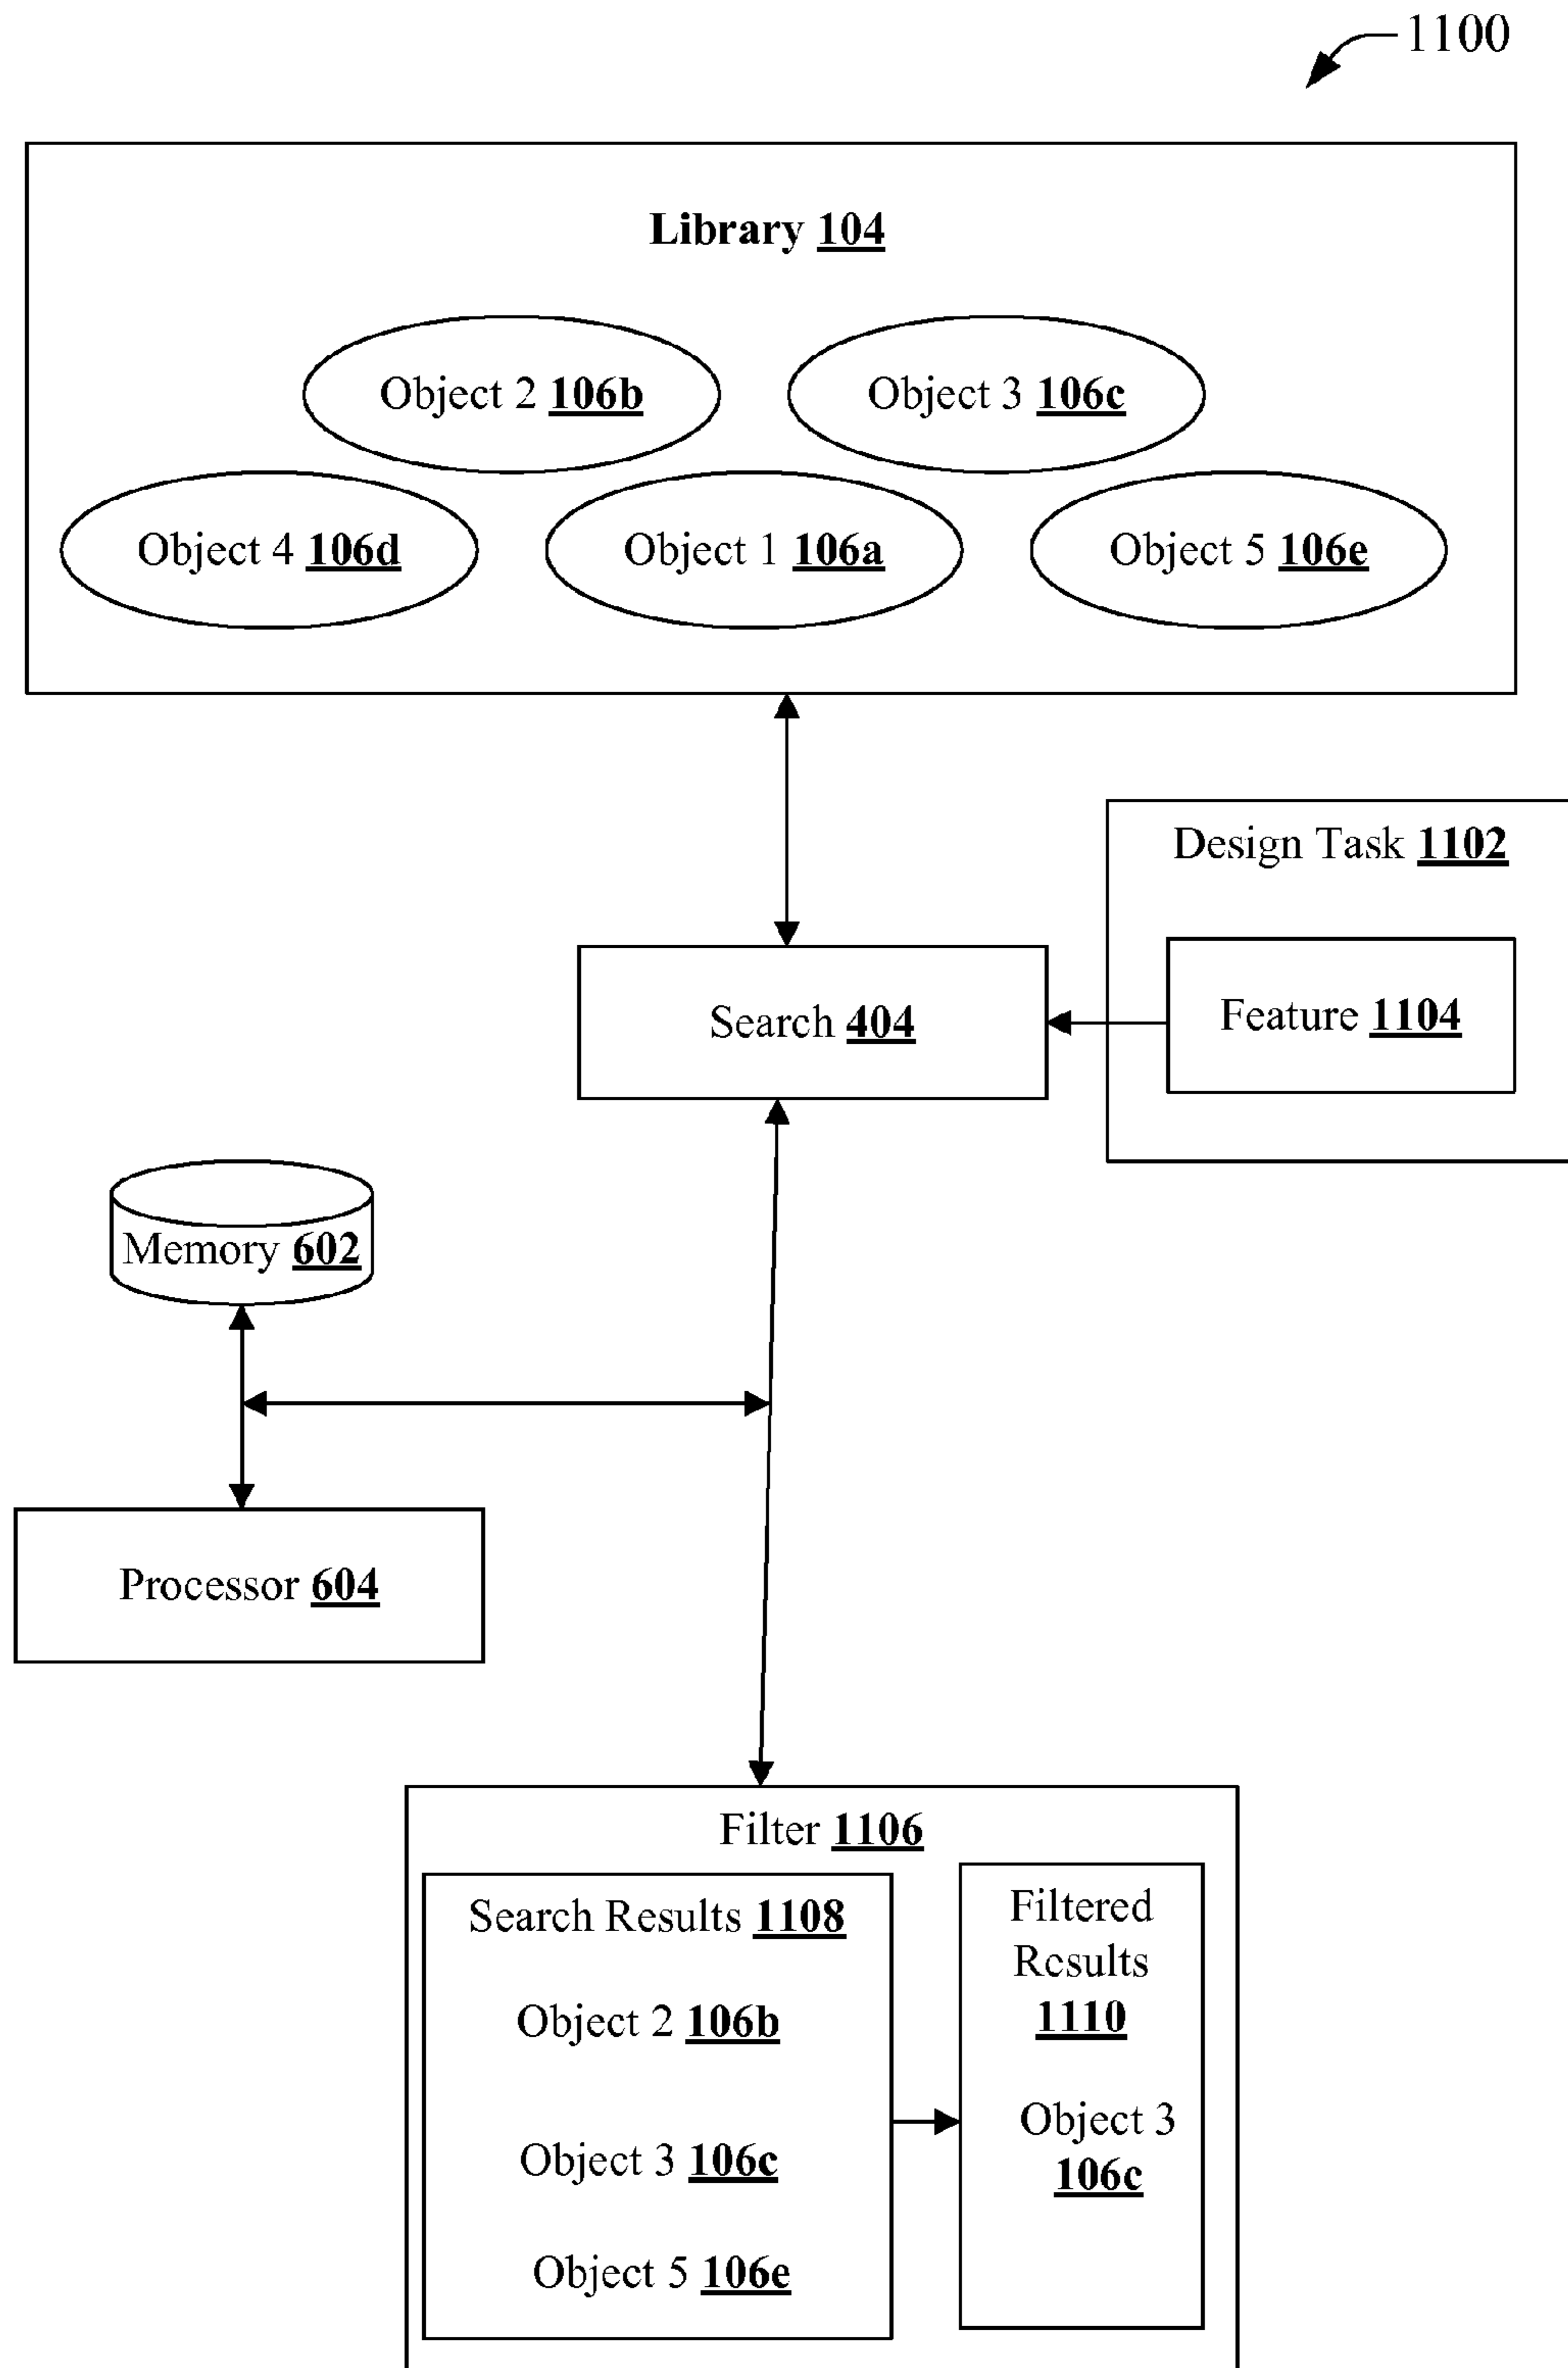 1100
Library 104
Object 2 106b
Object 3 106c
Object 4 106d
Object 1 106a
Object 5 106e
Design Task 1102
Search 404
Feature 1104
Memory 602
Processor 604
Filter 1106
Search Results 1108
Object 2 106b
Object 3 106c
Object 5 106e
Filtered
Results
1110
Object 3
106c